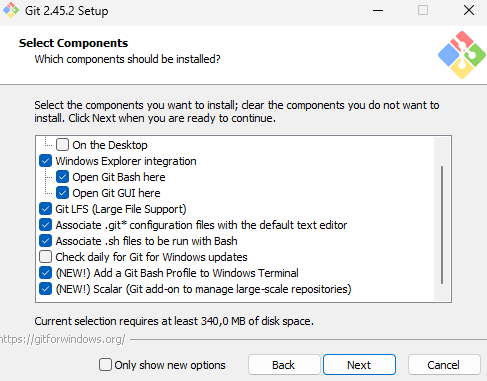 Git 2.45.2 Setup
Select Components
Which components should be installed?
Select the components you want to install; clear the components you do not want to
install. Click Next when you are ready to continue.
On the Desktop
Windows Explorer integration
Open Git Bash here
Open Git GUI here
Git LFS (Large File Support)
Associate .git* configuration files with the default text editor
Associate .sh files to be run with Bash
Check daily for Git for Windows updates
(NEW!) Add a Git Bash Profile to Windows Terminal
(NEW!) Scalar (Git add-on to manage large-scale repositories)
Current selection requires at least 340,0 MB of disk space.
https://gitforwindows.org/
Only show new options
Back
Next
Cancel